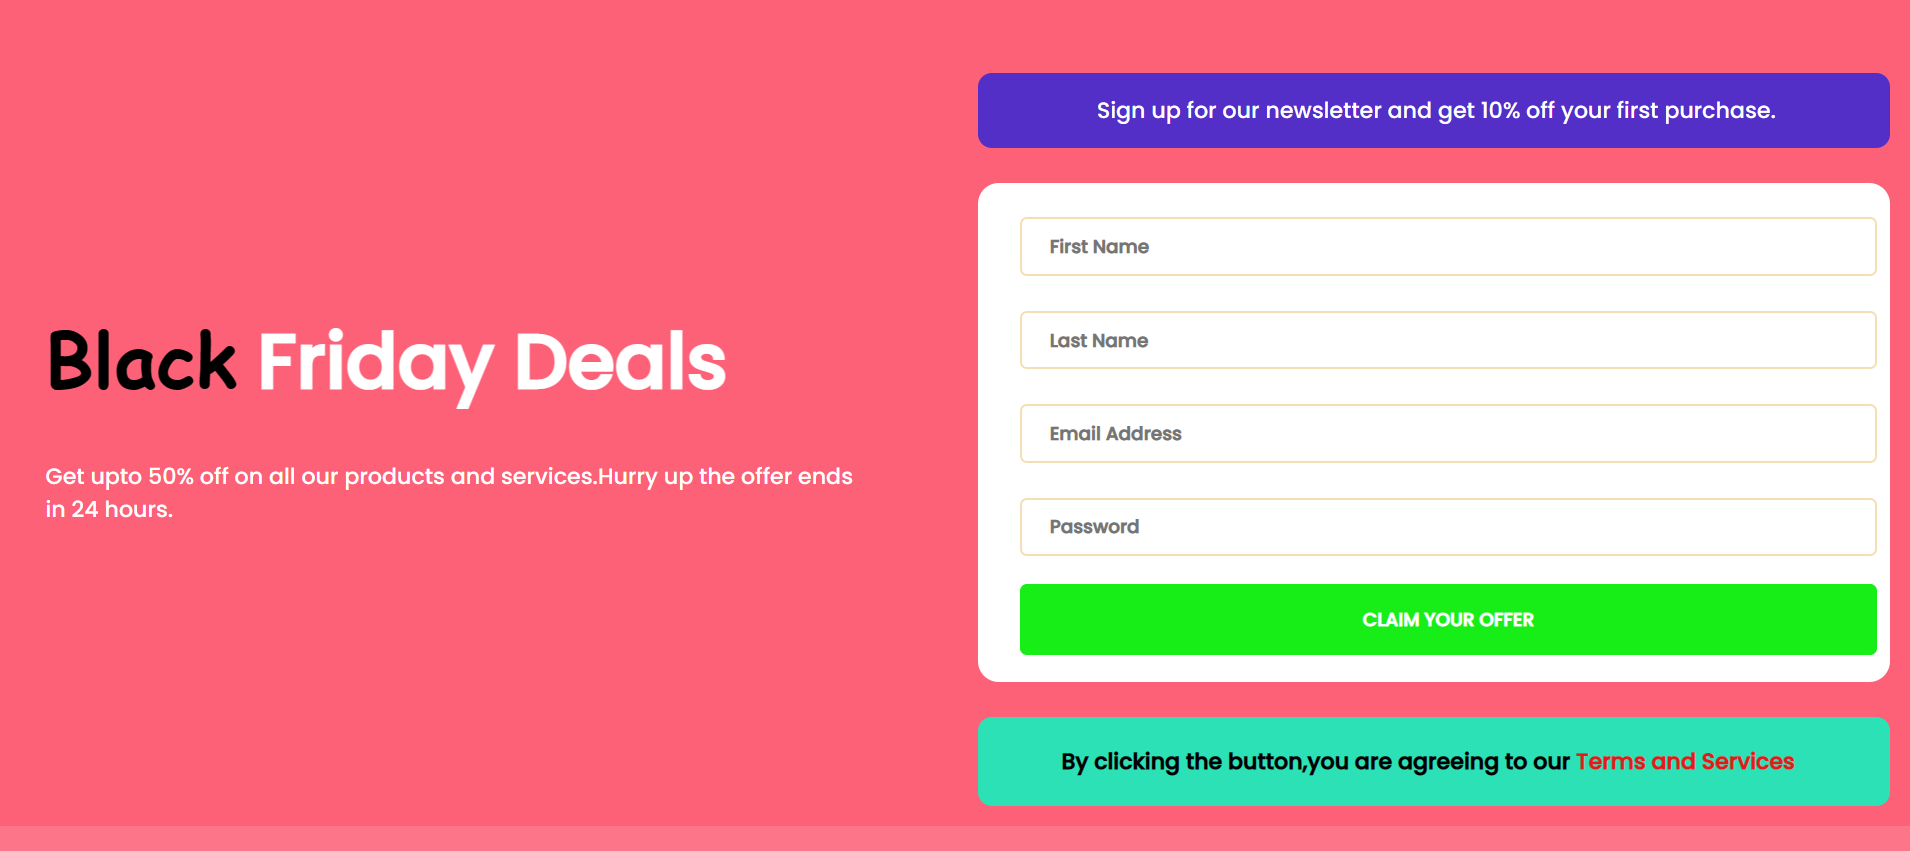 Black Friday Deals
Get upto 50% off on all our products and services.Hurry up the offer ends
in 24 hours.
Sign up for our newsletter and get 10% off your first purchase.
First Name
Last Name
Email Address
Password
CLAIM YOUR OFFER
By clicking the button,you are agreeing to our Terms and Services